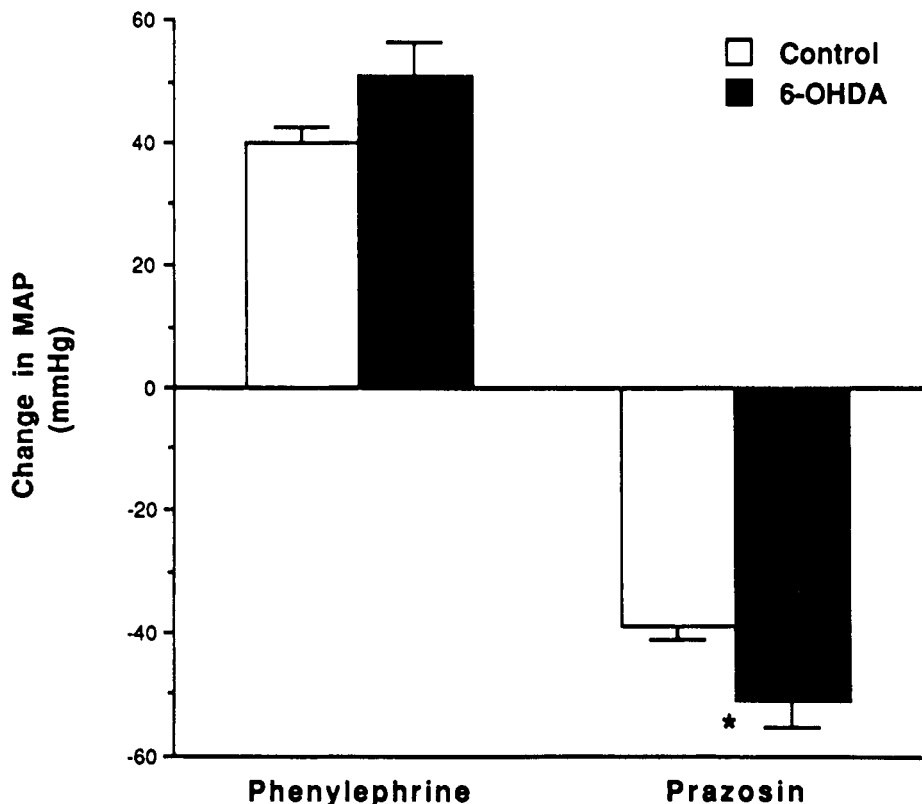 60
40
20
0
-20
-40
-60
Change in MAP
(mmHg)
Control
6-OHDA
*
Phenylephrine Prazosin